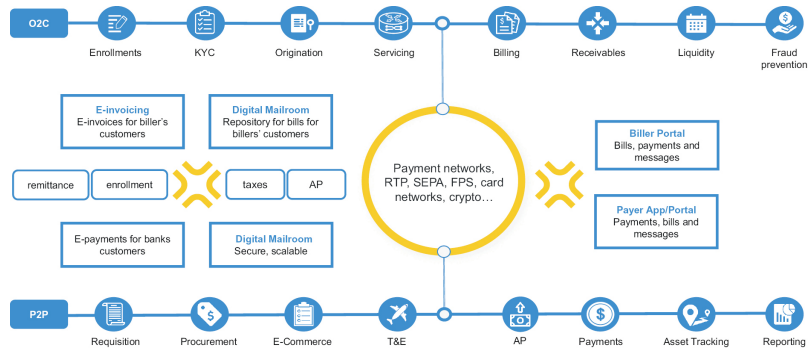 O2C
Enrollments
KYC
Origination
Servicing
Billing
Receivables
Liquidity
Fraud
prevention
E-invoicing
E-invoices for biller's
customers
Digital Mailroom
Repository for bills for
billers' customers
remittance
enrollment
taxes
AP
E-payments for banks
customers
Digital Mailroom
Secure, scalable
Payment networks,
RTP, SEPA, FPS, card
networks, crypto...
Biller Portal
Bills, payments and
messages
Payer App/Portal
Payments, bills and
messages
P2P
Requisition
Procurement
E-Commerce
T&E
AP
Payments
Asset Tracking
Reporting